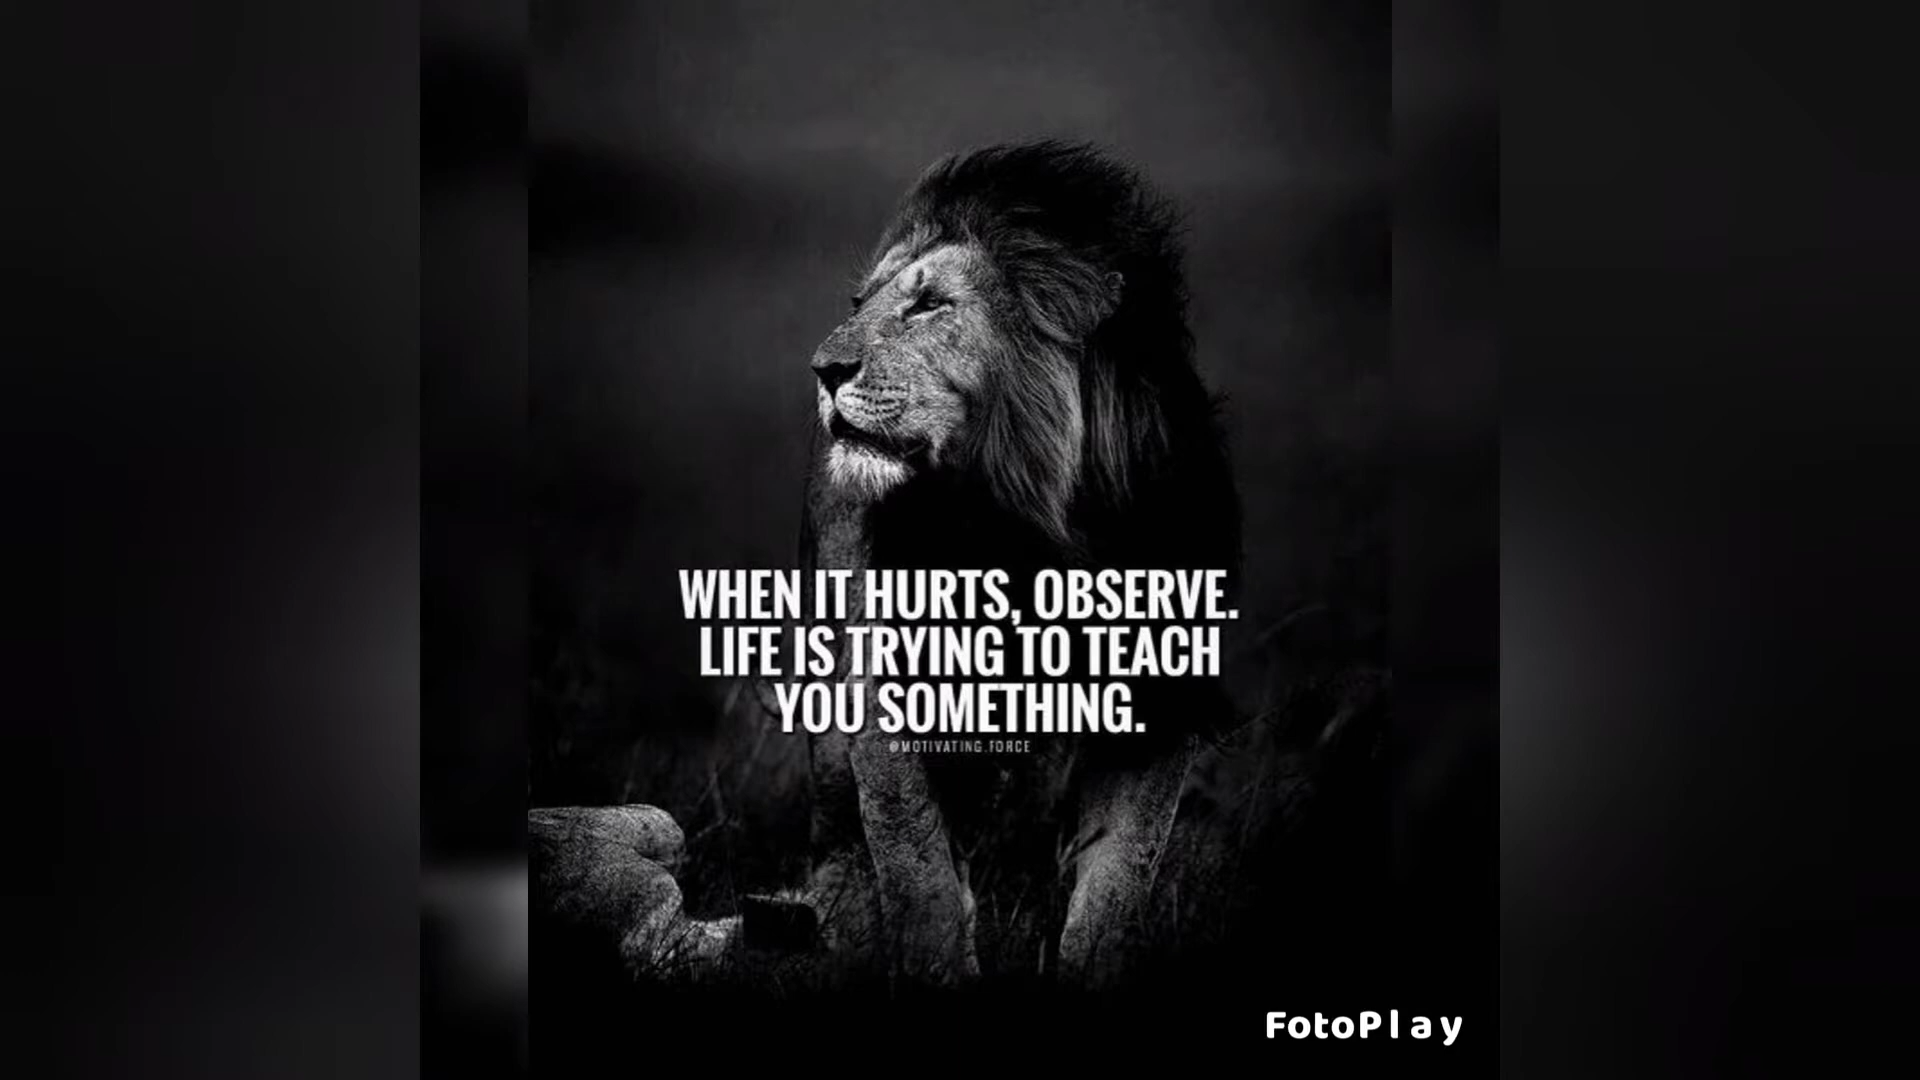 WHEN IT HURTS, OBSERVE.
LIFE IS TRYING TO TEACH
YOU SOMETHING.
@MOTIVATING.FORCE
FotoPlay